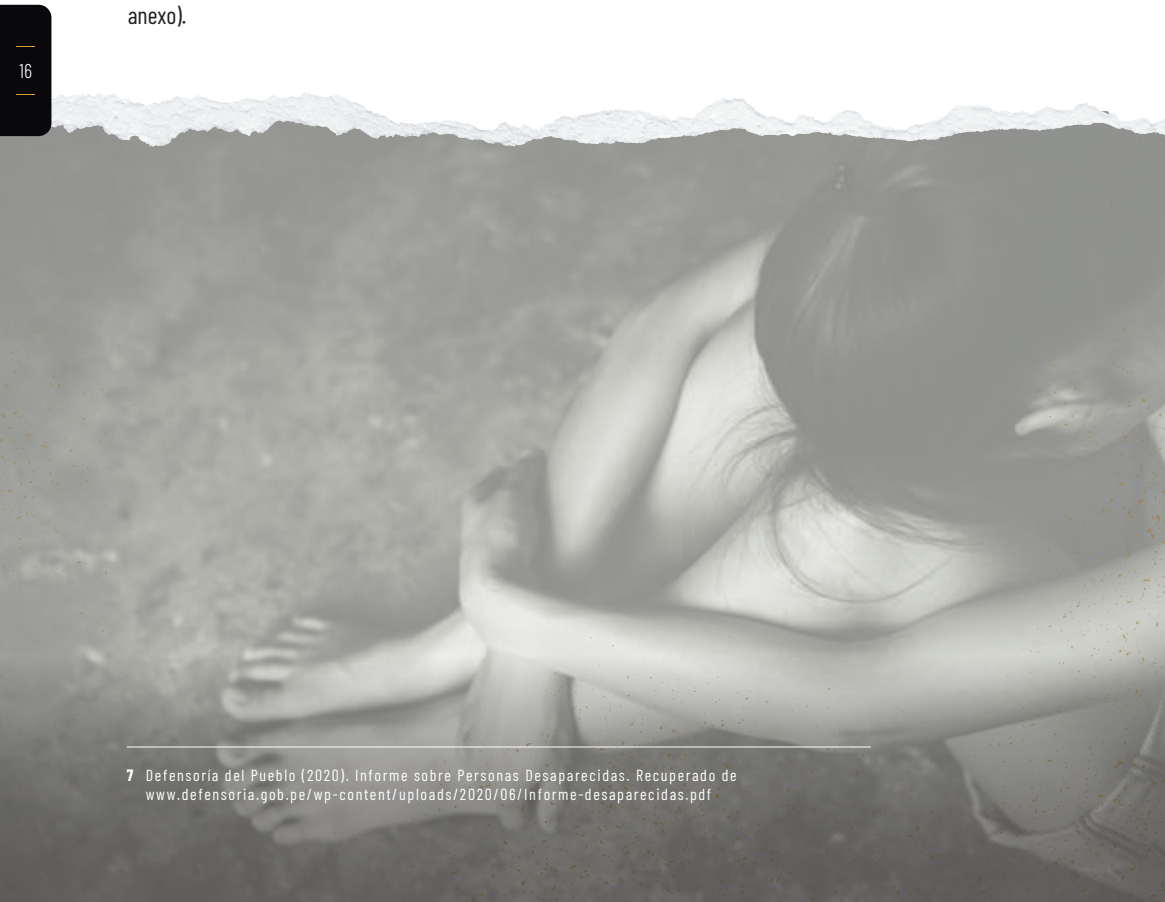 anexo).
16
7 Defensoría del Pueblo (2020). Informe sobre Personas Desaparecidas. Recuperado de
www.defensoria.gob.pe/wp-content/uploads/2020/06/Informe-desaparecidas.pdf